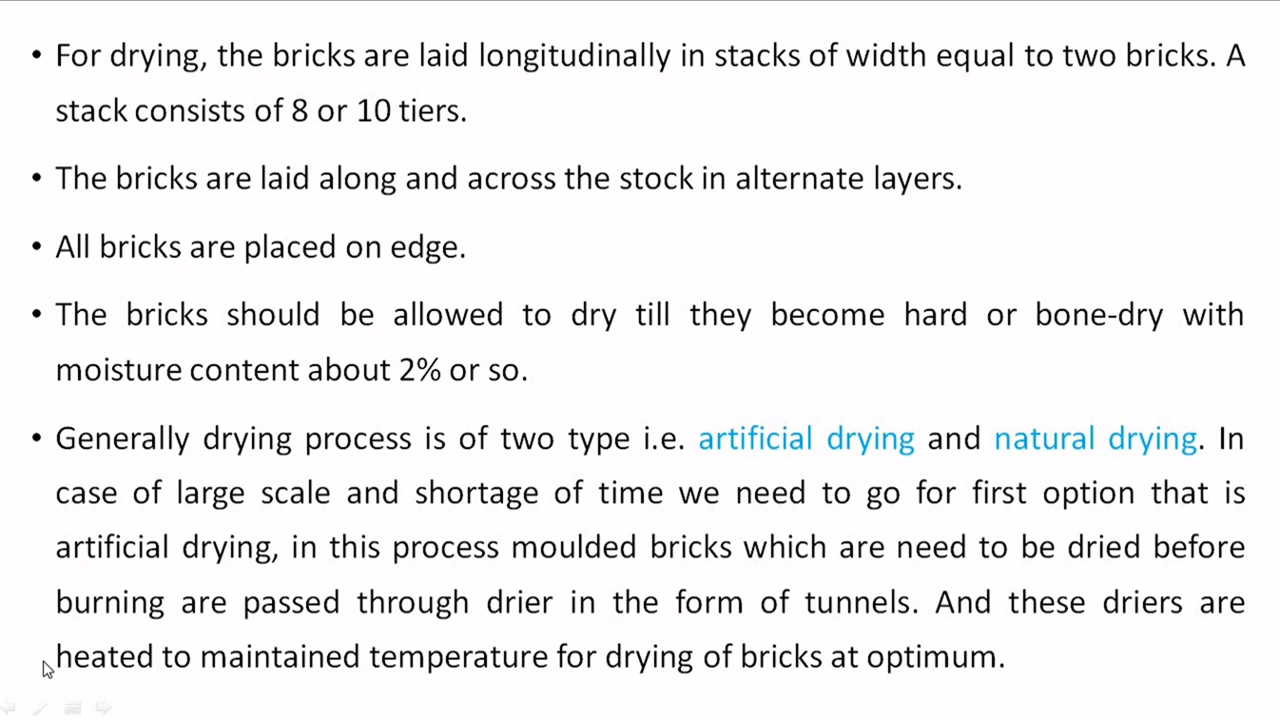 • For drying, the bricks are laid longitudinally in stacks of width equal to two bricks. A
stack consists of 8 or 10 tiers.
• The bricks are laid along and across the stock in alternate layers.
• All bricks are placed on edge.
• The bricks should be allowed to dry till they become hard or bone-dry with
moisture content about 2% or so.
• Generally drying process is of two type i.e. artificial drying and natural drying. In
case of large scale and shortage of time we need to go for first option that is
artificial drying, in this process moulded bricks which are need to be dried before
burning are passed through drier in the form of tunnels. And these driers are
heated to maintained temperature for drying of bricks at optimum.